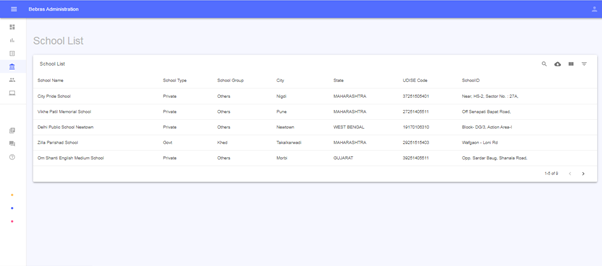 Bobras Administration
School List
School List
School Name School Type School Group City State UDISE Code SchoolID
City Pride School Private Others Nigdi MAHARASHTRA 27251505401 Near, HS-2, Sector No. : 27A,
Vikhe Patil Memorial School Private Others Pune MAHARASHTRA 27251405511 Off Senapati Bapat Road,
Delhi Public School Newtown Private Others Newtown WEST BENGAL 19170105510 Block- DG/3, Action Area-I
Zilla Parishad School Govt Khed Takalkarwadi MAHARASHTRA 28251515403 Wafgaon - Loni Rd
Om Shanti English Medium School Private Others Morbi GUJARAT 39251405511 Opp. Sardar Baug, Shanala Road,
1-5 of 6